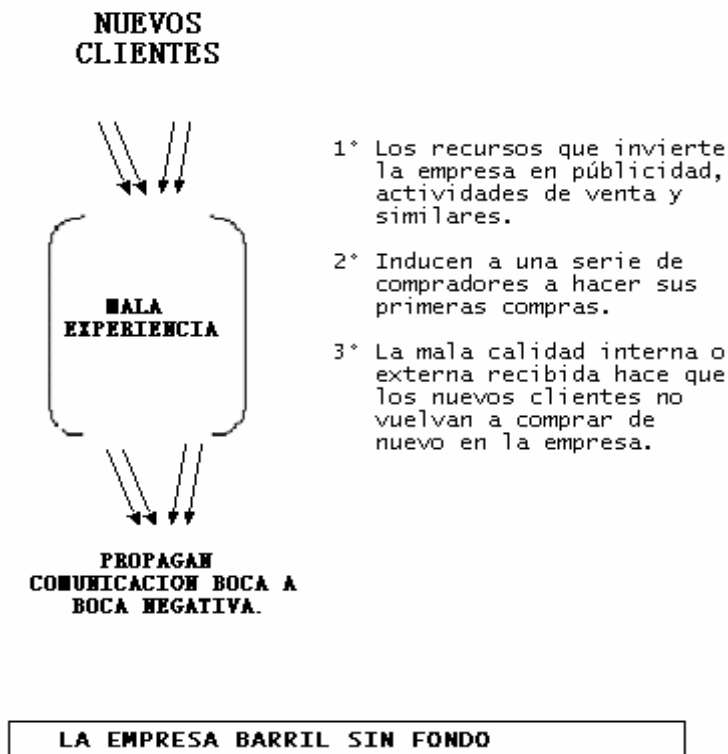 NUEVOS
CLIENTES
1° Los recursos que invierte
la empresa en públicidad,
actividades de venta y
similares.
2° Inducen a una serie de
compradores a hacer sus
primeras compras.
MALA
EXPERIENCIA
3° La mala calidad interna o
externa recibida hace que
los nuevos clientes no
vuelvan a comprar de
nuevo en la empresa.
PROPAGAN
COMUNICACION BOCA A
BOCA NEGATIVA.
LA EMPRESA BARRIL SIN FONDO